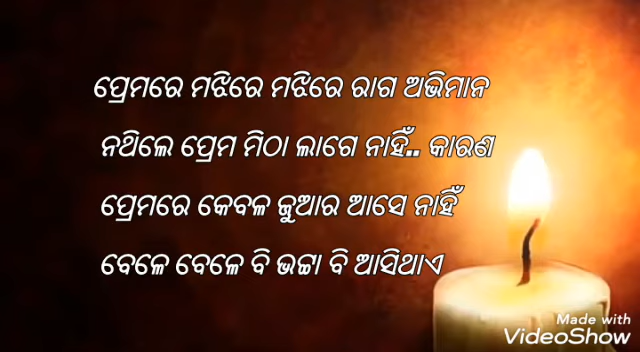 ପ୍ରେମରେ ମଝିରେ ମଝିରେ ରାଗ ଅଭିମାନ
ନଥିଲେ ପ୍ରେମ ମିଠା ଲାଗେ ନାହିଁ.. କାରଣ
ପ୍ରେମରେ କେବଳ ଜୁଆର ଆସେ ନାହିଁ
ବେଳେ ବେଳେ ବି ଭଟ୍ଟା ବି ଆସିଥାଏ
Made with
VideoShow